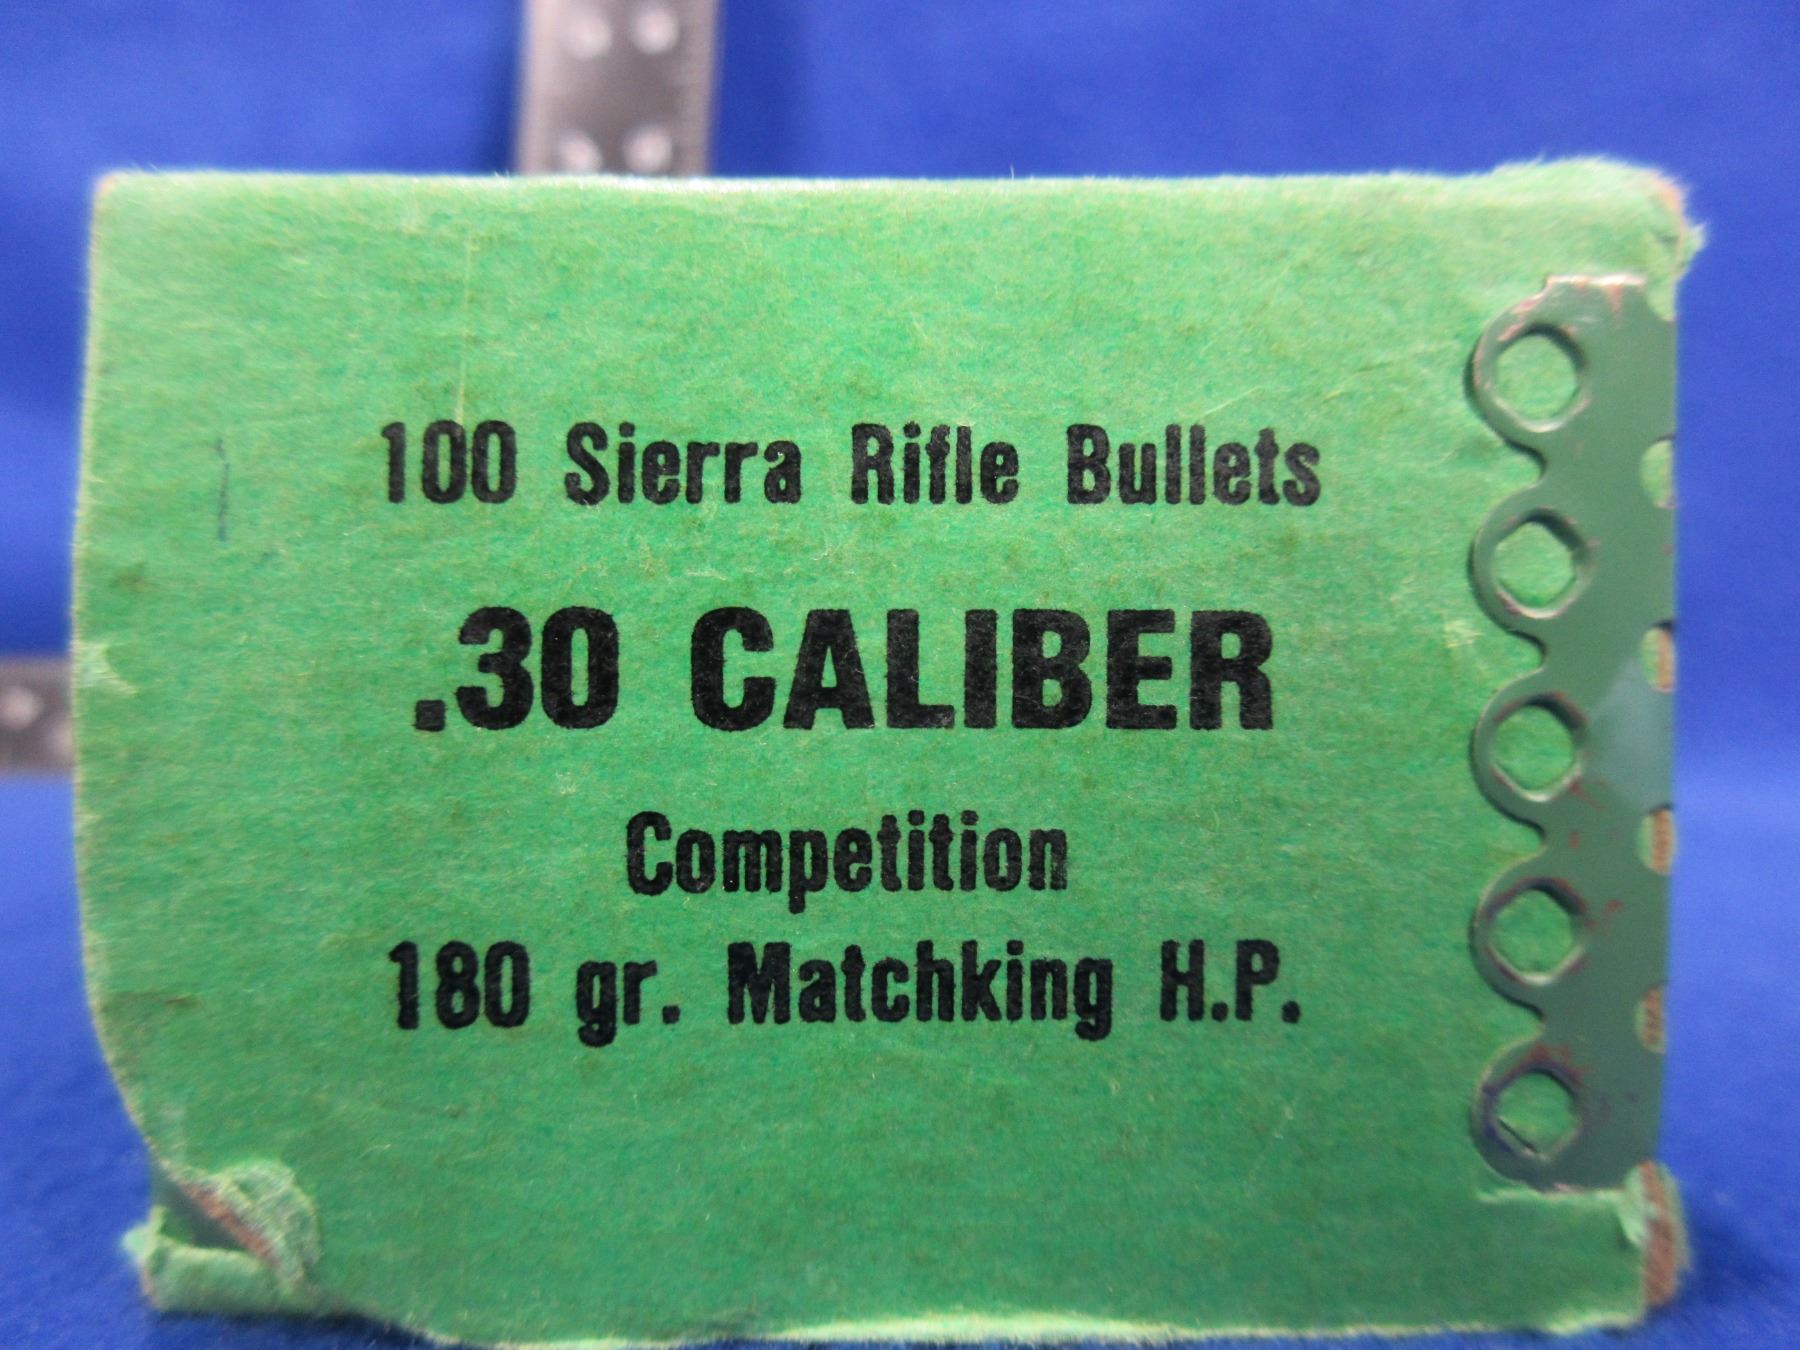 100 Sierra Rifle Bullets
.30 CALIBER
Competition
180 gr. Matchking H.P.